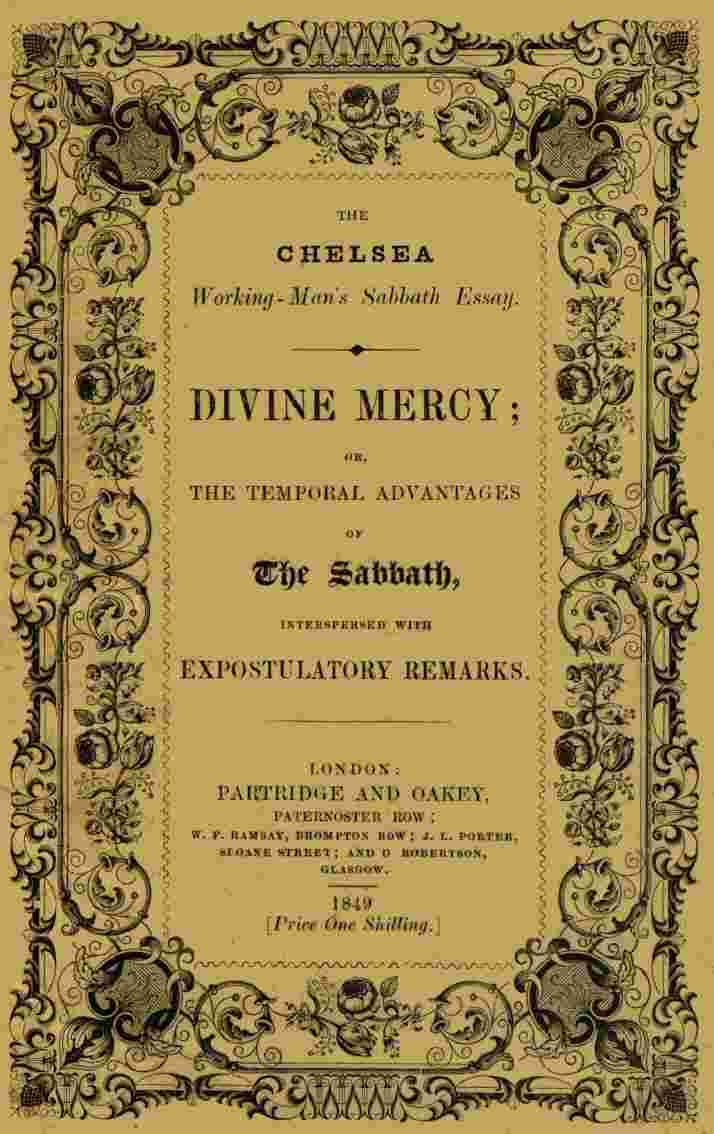 THE
CHELSEA
Working-Man's Sabbath Essay.
DIVINE MERCY;
OR,
THE TEMPORAL ADVANTAGES
OF
The Sabbath,
INTERSPERSED WITH
EXPOSTULATORY REMARKS.
LONDON:
PARTRIDGE AND OAKEY,
PATERNOSTER ROW;
W. F. RAMSAY, BROMPTON ROW; J. L. PORTER,
SLOANE STREET; AND D ROBERTSON,
GLASGOW.
1849
[Price One Shilling.]